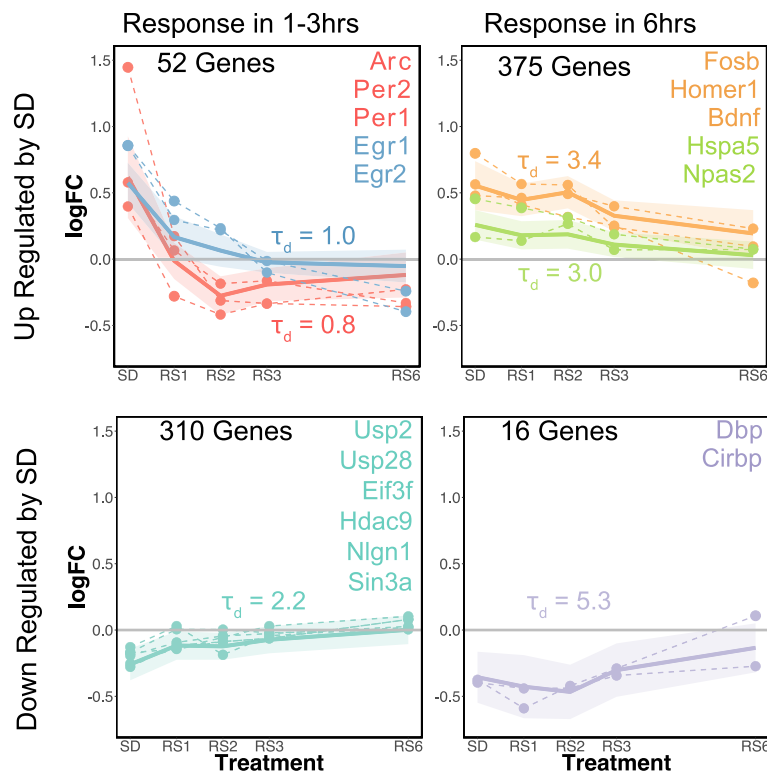 Response in 1-3hrs
Response in 6hrs
Up Regulated by SD
logFC
1.5
1.0
0.5
0.0
-0.5
52 Genes
Arc
Per2
Per1
Egr1
Egr2
τd = 1.0
τd = 0.8
SD RS1 RS2 RS3 RS6
1.5
1.0
0.5
0.0
-0.5
375 Genes
Fosb
Homer1
Bdnf
Hspa5
Npas2
τd = 3.4
τd = 3.0
SD RS1 RS2 RS3 RS6
Down Regulated by SD
logFC
1.5
1.0
0.5
0.0
-0.5
310 Genes
Usp2
Usp28
Eif3f
Hdac9
Nlgn1
Sin3a
τd = 2.2
SD RS1 RS2 RS3 RS6
Treatment
1.5
1.0
0.5
0.0
-0.5
16 Genes
Dbp
Cirbp
τd = 5.3
SD RS1 RS2 RS3 RS6
Treatment